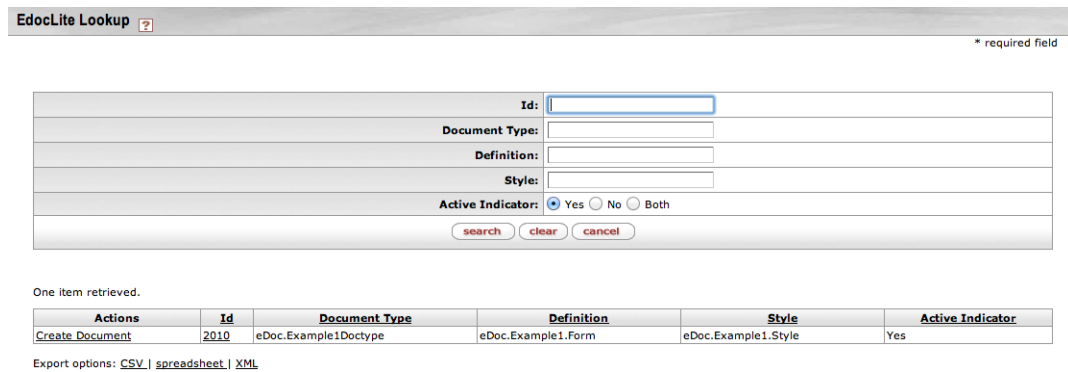 EdocLite Lookup ?
* required field
Id:
Document Type:
Definition:
Style:
Active Indicator: Yes No Both
search clear cancel
One item retrieved.
Actions Id Document Type Definition Style Active Indicator
Create Document 2010 eDoc.Example1Doctype eDoc.Example1.Form eDoc.Example1.Style Yes
Export options: CSV | spreadsheet | XML